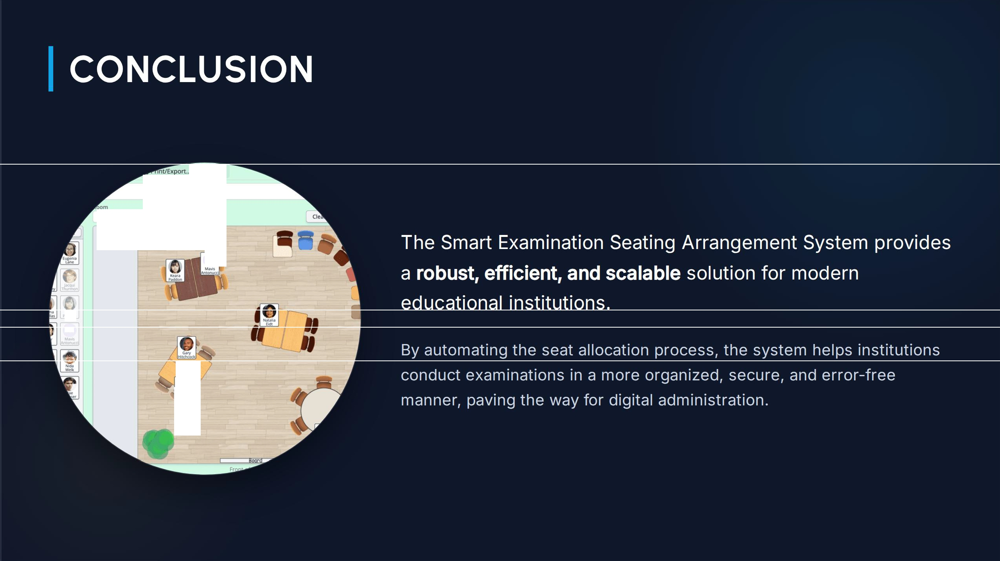 CONCLUSION
Print/Export..
Room
Clea
Eugenia
Lane
Jacqui
Thurmon
Keara
Paddon
Mavis
Antonucci
Natalia
Eidt
Mavis
Antonucci
Gary
Hitchcock
Nida
Welk
Board
Front
The Smart Examination Seating Arrangement System provides
a robust, efficient, and scalable solution for modern
educational institutions.
By automating the seat allocation process, the system helps institutions
conduct examinations in a more organized, secure, and error-free
manner, paving the way for digital administration.